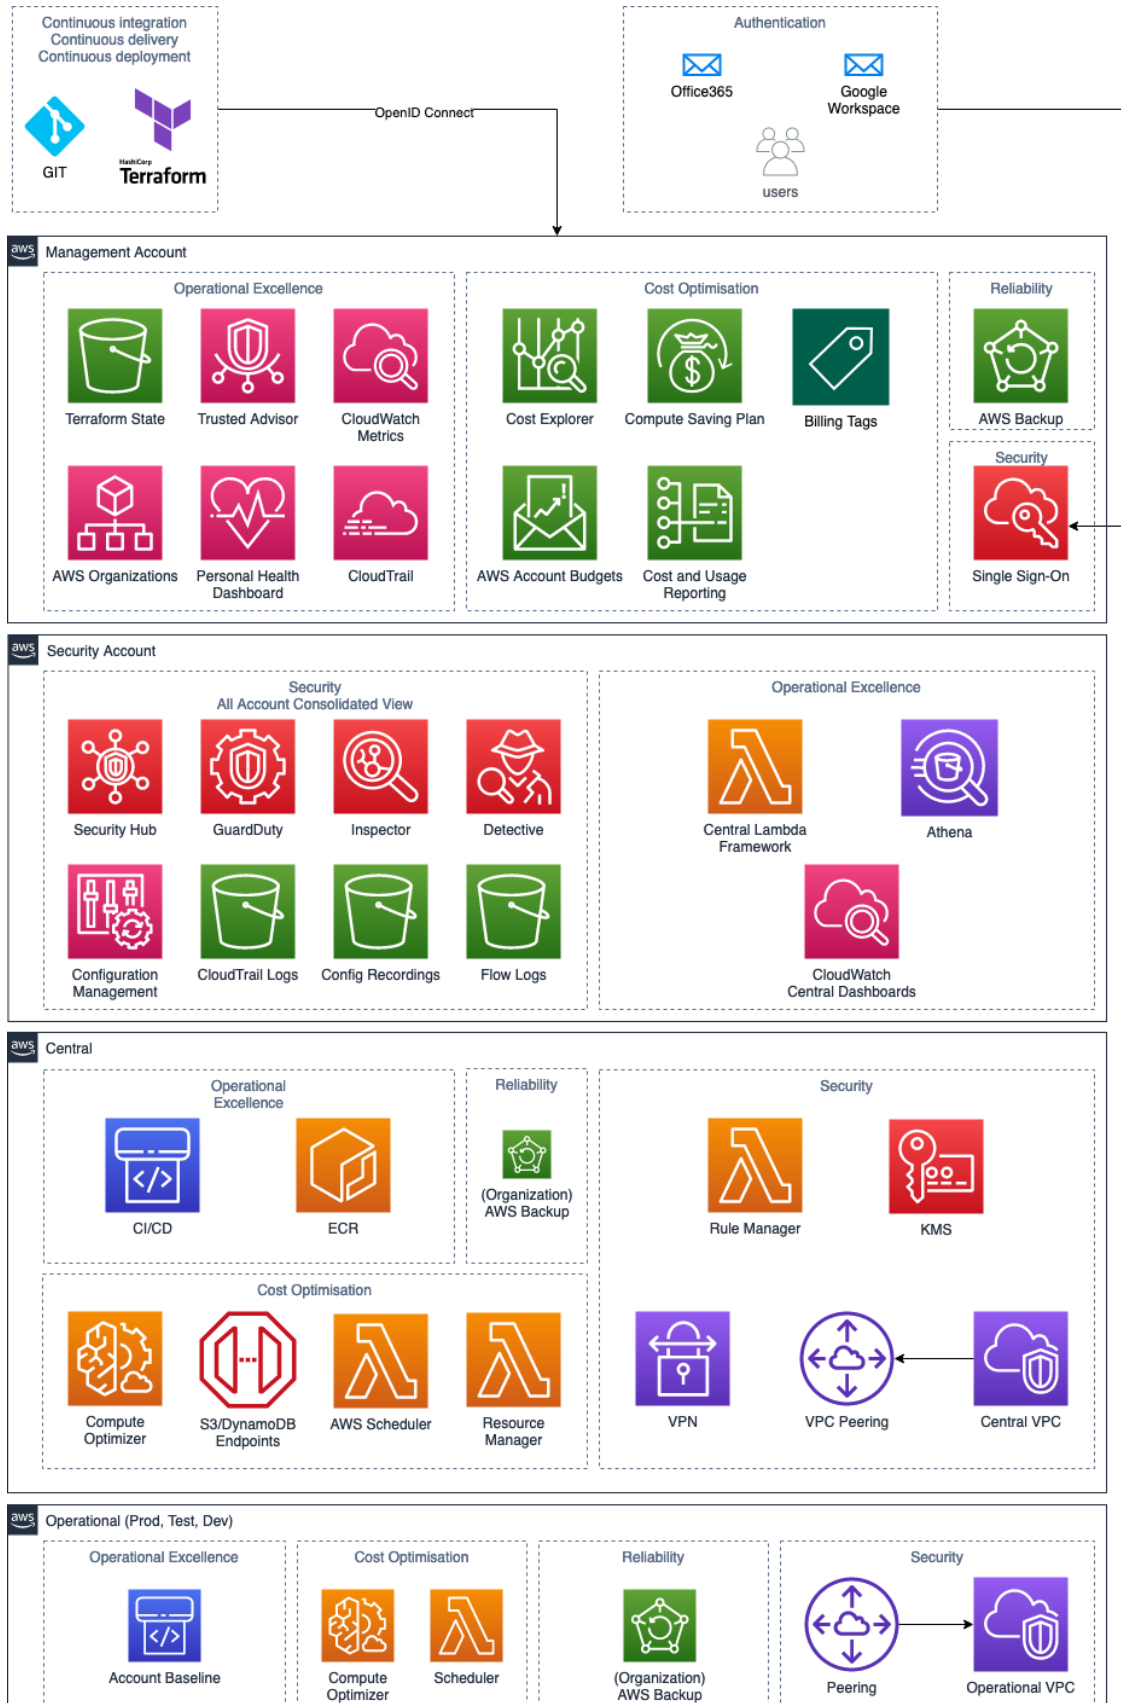 Continuous integration
Continuous delivery
Continuous deployment
GIT
HashiCorp
Terraform
OpenID Connect
Authentication
Office365
Google
Workspace
users
aws
Management Account
Operational Excellence
Terraform State
Trusted Advisor
CloudWatch
Metrics
AWS Organizations
Personal Health
Dashboard
CloudTrail
Cost Optimisation
Cost Explorer
$
Compute Saving Plan
Billing Tags
!
AWS Account Budgets
Cost and Usage
Reporting
Reliability
AWS Backup
Security
Single Sign-On
aws
Security Account
Security
All Account Consolidated View
Security Hub
GuardDuty
Inspector
Detective
Configuration
Management
CloudTrail Logs
Config Recordings
Flow Logs
Operational Excellence
Central Lambda
Framework
Athena
CloudWatch
Central Dashboards
aws
Central
Operational
Excellence
</>
CI/CD
ECR
Reliability
(Organization)
AWS Backup
Security
Rule Manager
KMS
VPN
VPC Peering
Central VPC
Cost Optimisation
Compute
Optimizer
S3/DynamoDB
Endpoints
AWS Scheduler
Resource
Manager
aws
Operational (Prod, Test, Dev)
Operational Excellence
</>
Account Baseline
Cost Optimisation
Compute
Optimizer
Scheduler
Reliability
(Organization)
AWS Backup
Security
Peering
Operational VPC